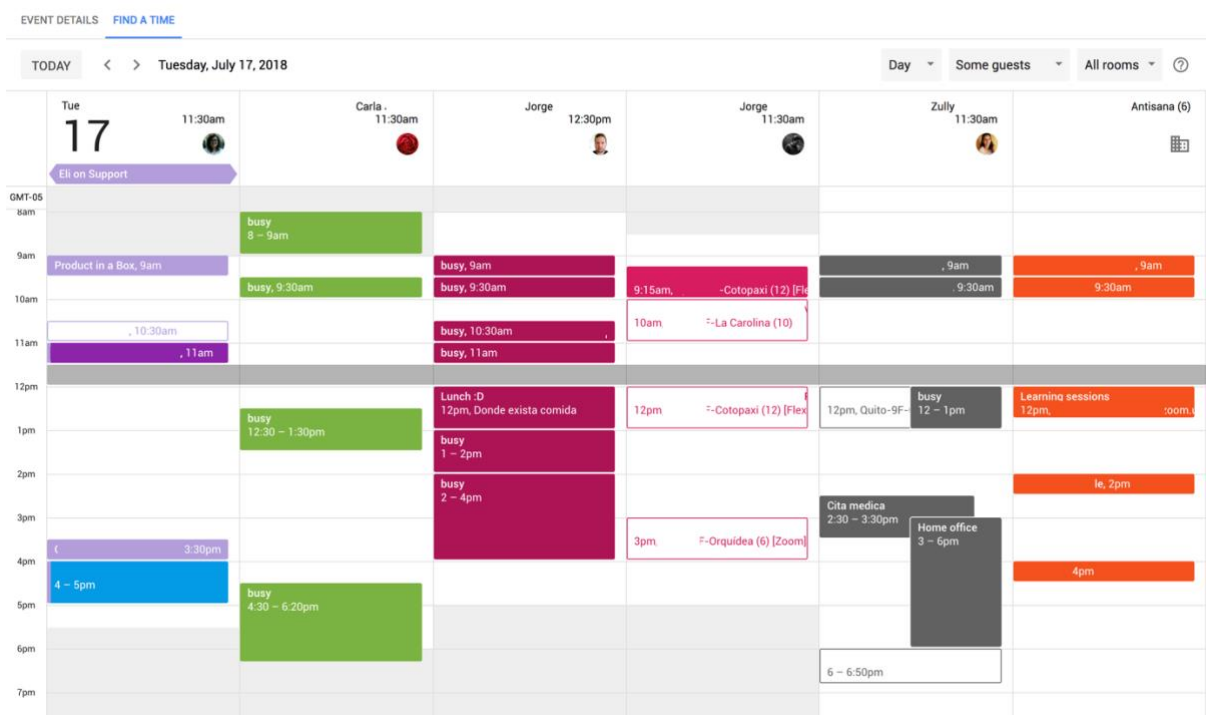 EVENT DETAILS FIND A TIME
TODAY < > Tuesday, July 17, 2018 Day Some guests All rooms ?
Tue
17
11:30am
Eli on Support
Carla .
11:30am
Jorge
12:30pm
Jorge
11:30am
Zully
11:30am
Antisana (6)
GMT-05
8am
9am
10am
11am
12pm
1pm
2pm
3pm
4pm
5pm
6pm
7pm
Product in a Box, 9am
, 10:30am
, 11am
3:30pm
4 – 5pm
busy
8 – 9am
busy, 9:30am
busy
12:30 – 1:30pm
busy
4:30 – 6:20pm
busy, 9am
busy, 9:30am
busy, 10:30am
busy, 11am
Lunch :D
12pm, Donde exista comida
busy
1 – 2pm
busy
2 – 4pm
9:15am, -Cotopaxi (12) [Fle
10am -La Carolina (10)
12pm -Cotopaxi (12) [Flex
3pm -Orquídea (6) [Zoom]
, 9am
. 9:30am
12pm, Quito-9F-
busy
12 – 1pm
Cita medica
2:30 – 3:30pm
Home office
3 – 6pm
6 – 6:50pm
, 9am
9:30am
Learning sessions
12pm, :oom.u
le, 2pm
4pm